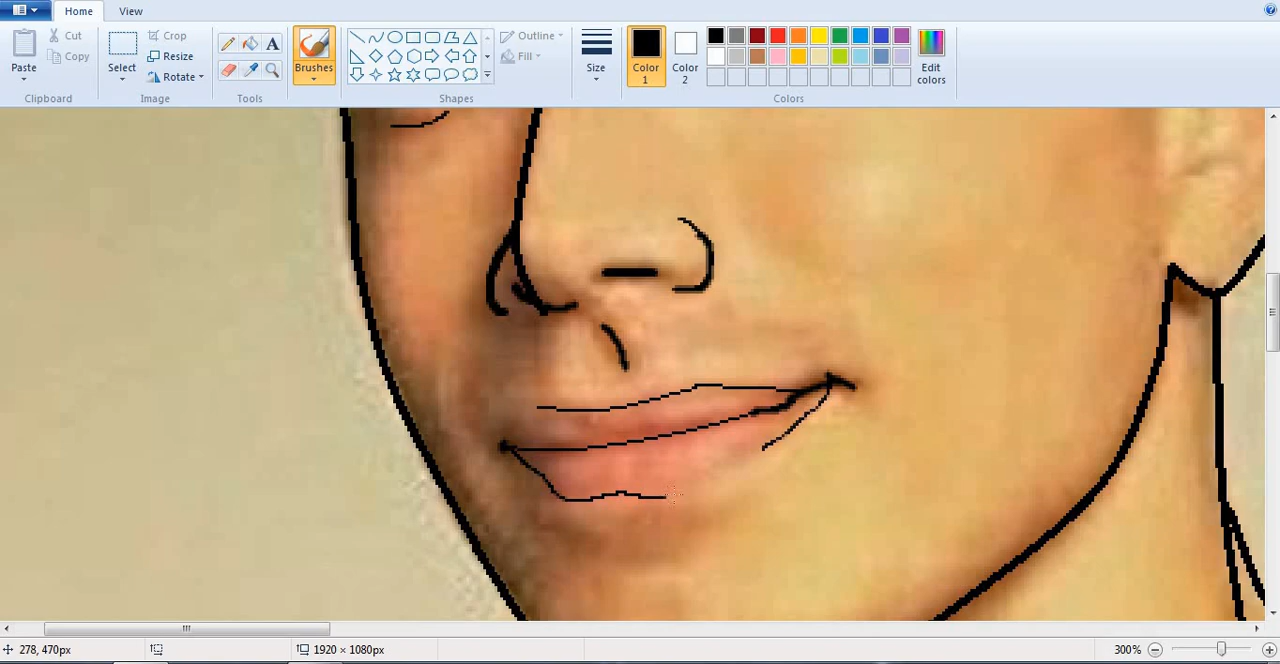 Home View
Paste
Cut
Copy
Clipboard
Select
Crop
Resize
Rotate
Image
A
Tools
Brushes
Outline
Fill
Shapes
Size
Color 1
Color 2
Edit colors
Colors
278, 470px
1920 × 1080px
300%